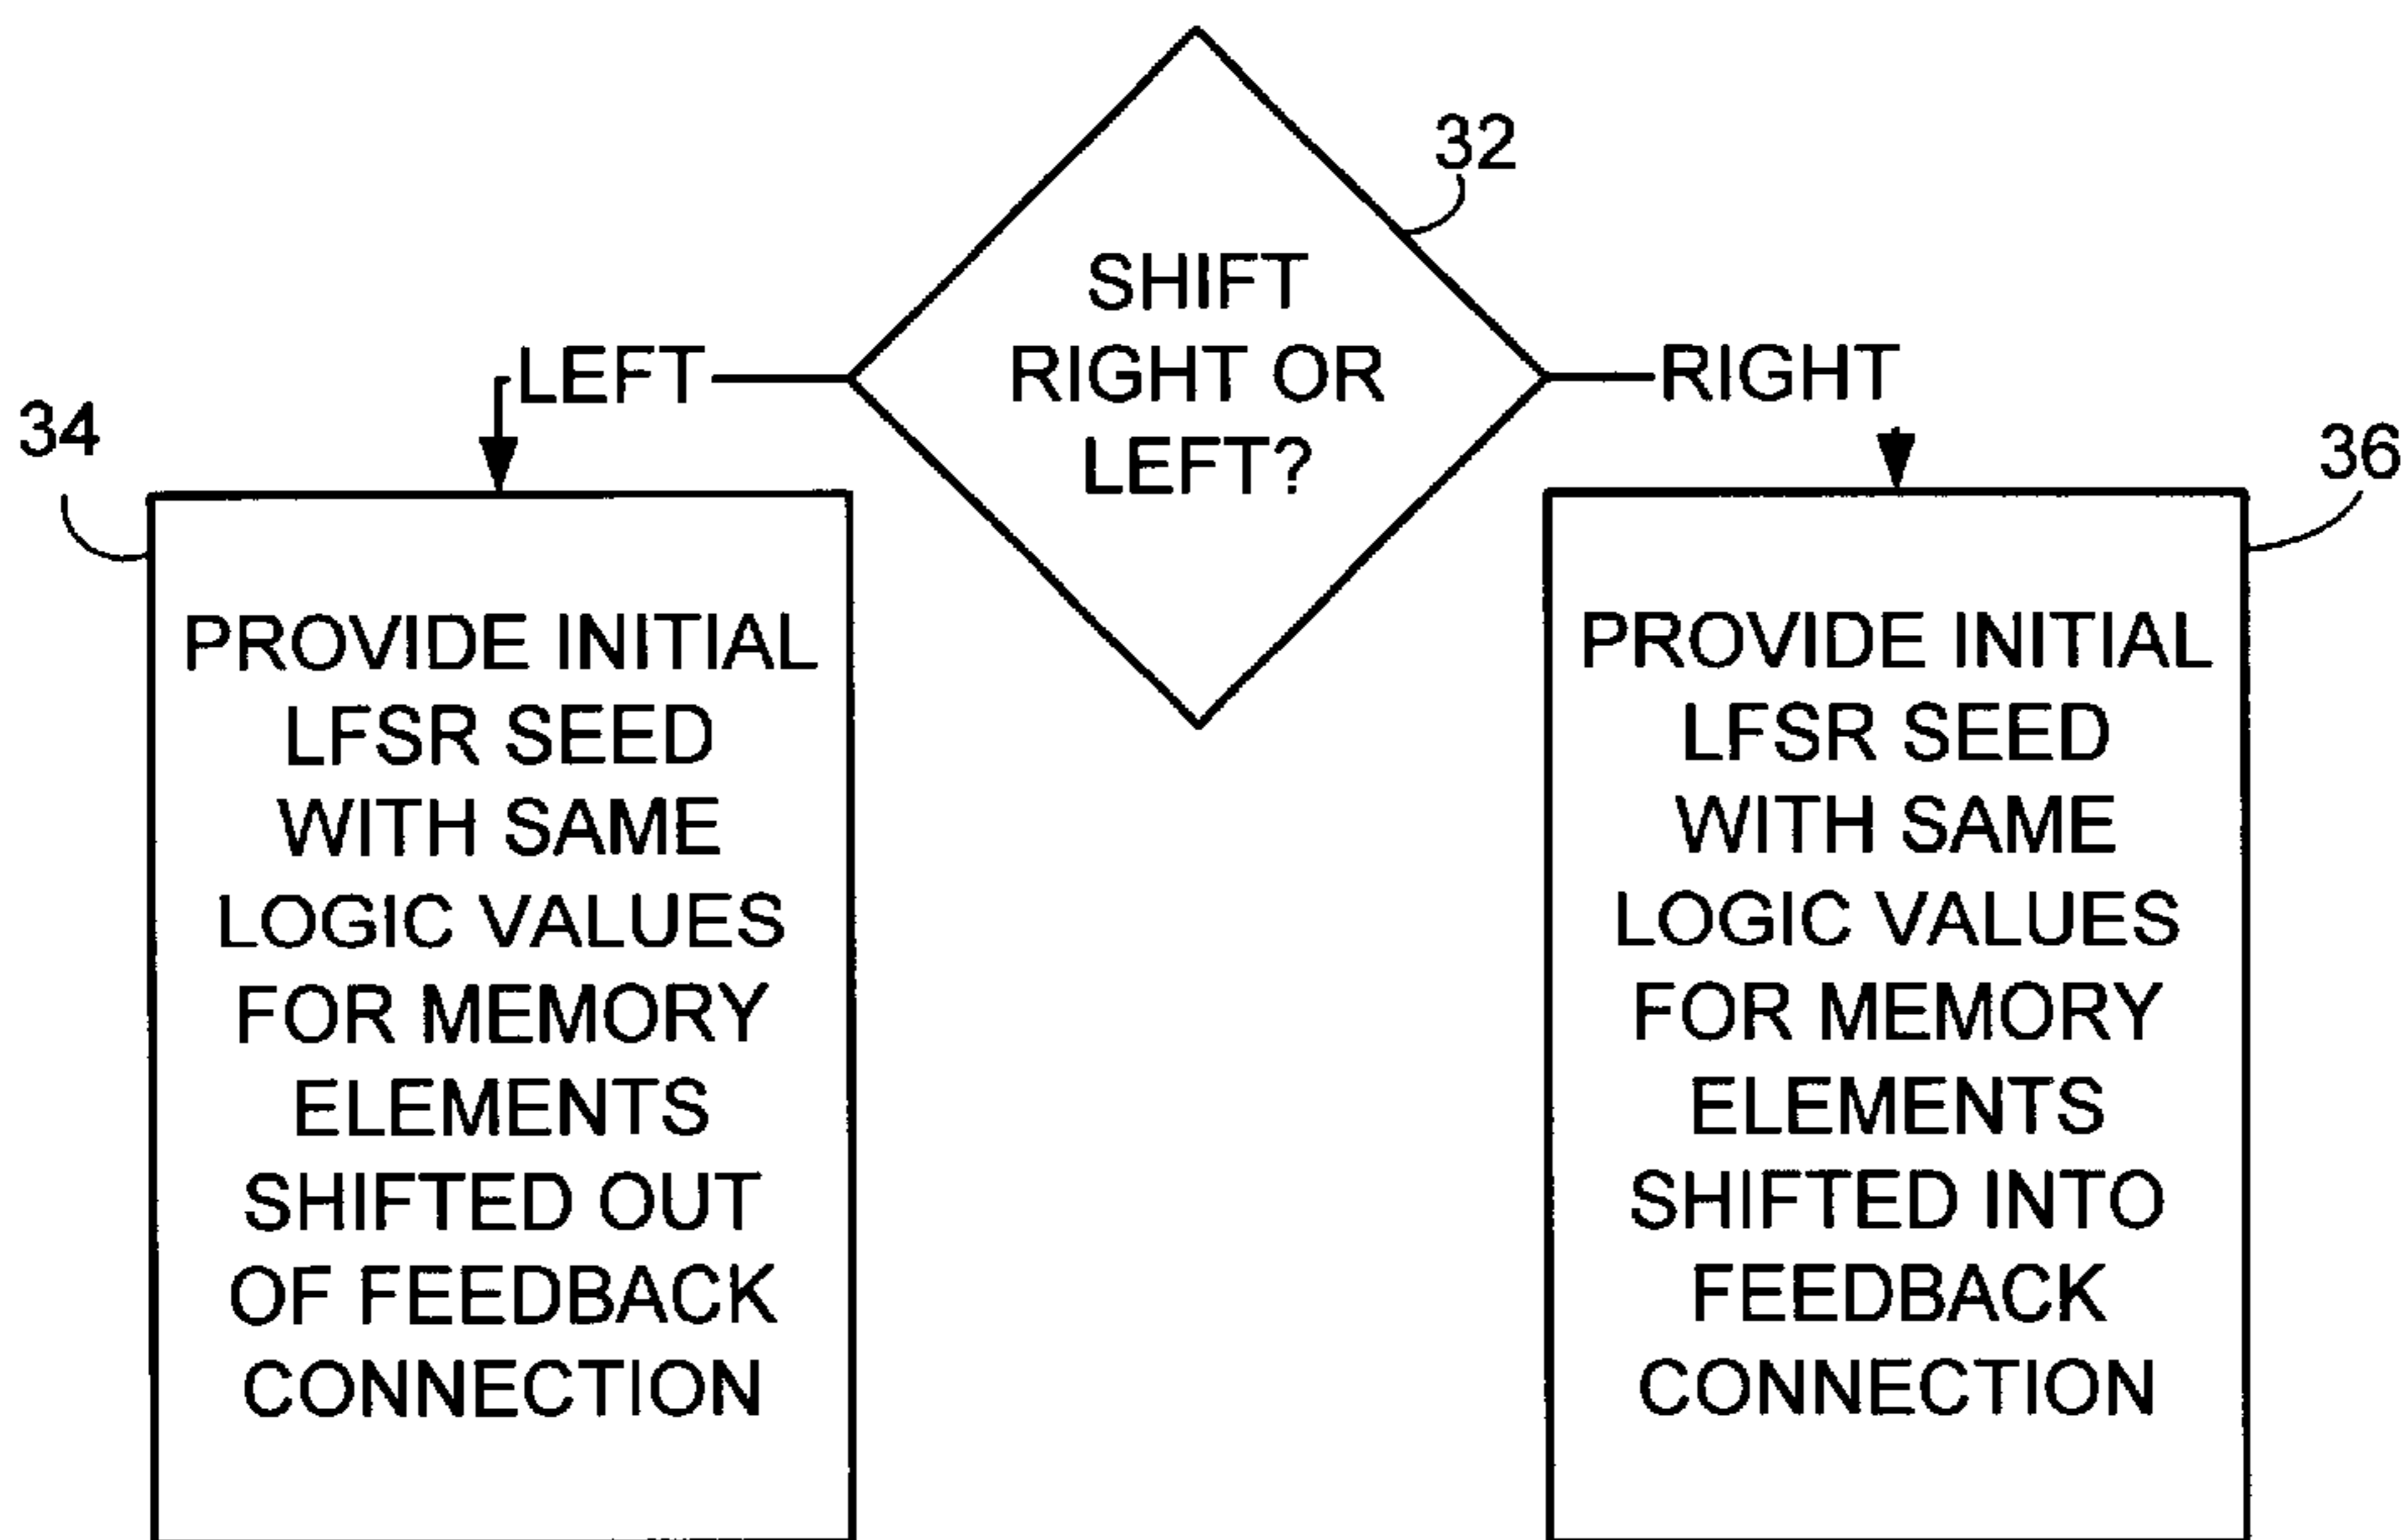 32
SHIFT
RIGHT OR
LEFT?
LEFT
RIGHT
34
PROVIDE INITIAL
LFSR SEED
WITH SAME
LOGIC VALUES
FOR MEMORY
ELEMENTS
SHIFTED OUT
OF FEEDBACK
CONNECTION
36
PROVIDE INITIAL
LFSR SEED
WITH SAME
LOGIC VALUES
FOR MEMORY
ELEMENTS
SHIFTED INTO
FEEDBACK
CONNECTION